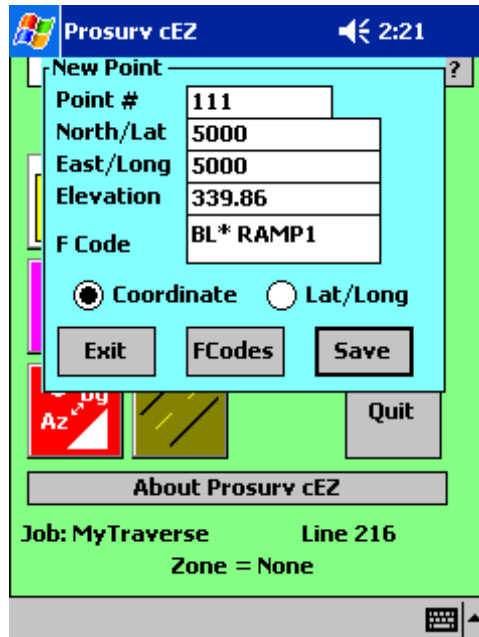 Prosurv cEZ 2:21
New Point
?
Point # 111
North/Lat 5000
East/Long 5000
Elevation 339.86
F Code BL* RAMP1
Coordinate Lat/Long
Exit FCodes Save
Az Quit
About Prosurv cEZ
Job: MyTraverse Line 216
Zone = None